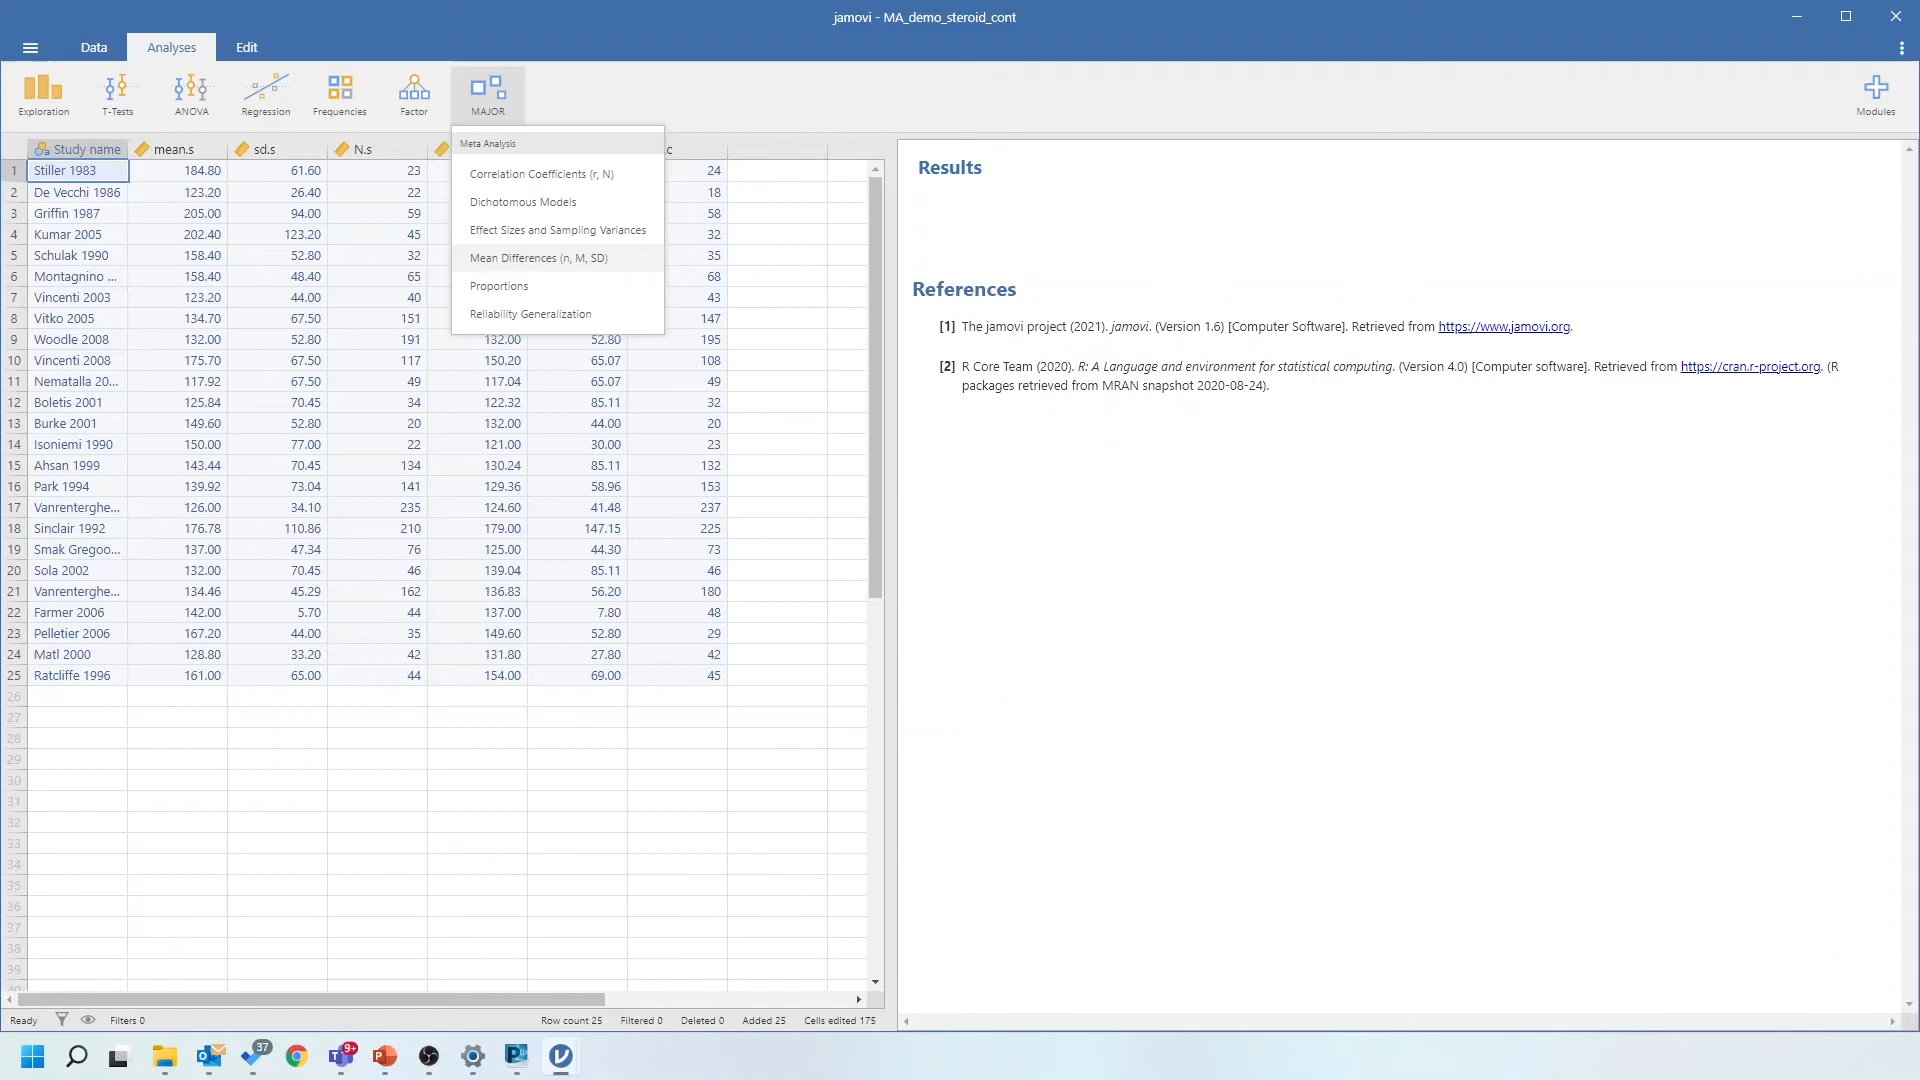 jamovi - MA_demo_steroid_cont
Data Analyses Edit
Exploration T-Tests ANOVA Regression Frequencies Factor MAJOR Modules
Meta Analysis
Correlation Coefficients (r, N)
Dichotomous Models
Effect Sizes and Sampling Variances
Mean Differences (n, M, SD)
Proportions
Reliability Generalization
Study name mean.s sd.s N.s c
1 Stiller 1983 184.80 61.60 23 24
2 De Vecchi 1986 123.20 26.40 22 18
3 Griffin 1987 205.00 94.00 59 58
4 Kumar 2005 202.40 123.20 45 32
5 Schulak 1990 158.40 52.80 32 35
6 Montagnino ... 158.40 48.40 65 68
7 Vincenti 2003 123.20 44.00 40 43
8 Vitko 2005 134.70 67.50 151 147
9 Woodle 2008 132.00 52.80 191 132.00 52.80 195
10 Vincenti 2008 175.70 67.50 117 150.20 65.07 108
11 Nematalla 20... 117.92 67.50 49 117.04 65.07 49
12 Boletis 2001 125.84 70.45 34 122.32 85.11 32
13 Burke 2001 149.60 52.80 20 132.00 44.00 20
14 Isoniemi 1990 150.00 77.00 22 121.00 30.00 23
15 Ahsan 1999 143.44 70.45 134 130.24 85.11 132
16 Park 1994 139.92 73.04 141 129.36 58.96 153
17 Vanrenterghe... 126.00 34.10 235 124.60 41.48 237
18 Sinclair 1992 176.78 110.86 210 179.00 147.15 225
19 Smak Gregoo... 137.00 47.34 76 125.00 44.30 73
20 Sola 2002 132.00 70.45 46 139.04 85.11 46
21 Vanrenterghe... 134.46 45.29 162 136.83 56.20 180
22 Farmer 2006 142.00 5.70 44 137.00 7.80 48
23 Pelletier 2006 167.20 44.00 35 149.60 52.80 29
24 Matl 2000 128.80 33.20 42 131.80 27.80 42
25 Ratcliffe 1996 161.00 65.00 44 154.00 69.00 45
26
27
28
29
30
31
32
33
34
35
36
37
38
39
Results
References
[1] The jamovi project (2021). jamovi. (Version 1.6) [Computer Software]. Retrieved from https://www.jamovi.org.
[2] R Core Team (2020). R: A Language and environment for statistical computing. (Version 4.0) [Computer software]. Retrieved from https://cran.r-project.org. (R
packages retrieved from MRAN snapshot 2020-08-24).
Ready Filters 0 Row count 25 Filtered 0 Deleted 0 Added 25 Cells edited 175
37 9+